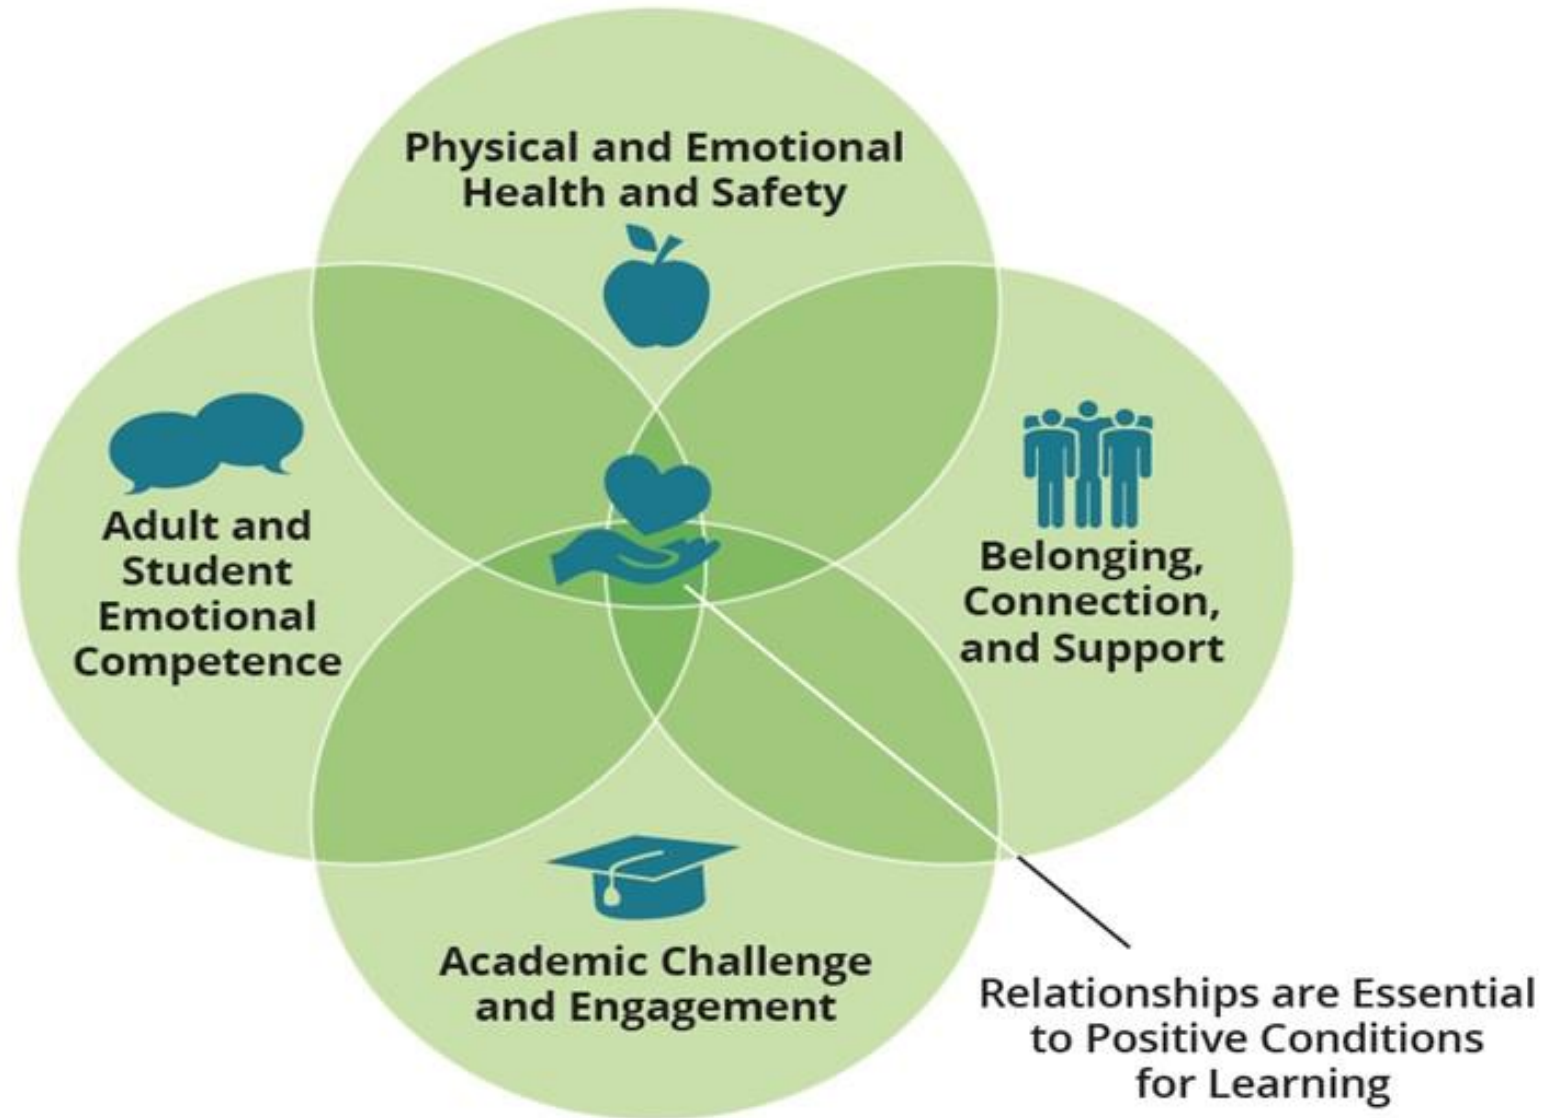 Physical and Emotional
Health and Safety
Adult and
Student
Emotional
Competence
Belonging,
Connection,
and Support
Academic Challenge
and Engagement
Relationships are Essential
to Positive Conditions
for Learning